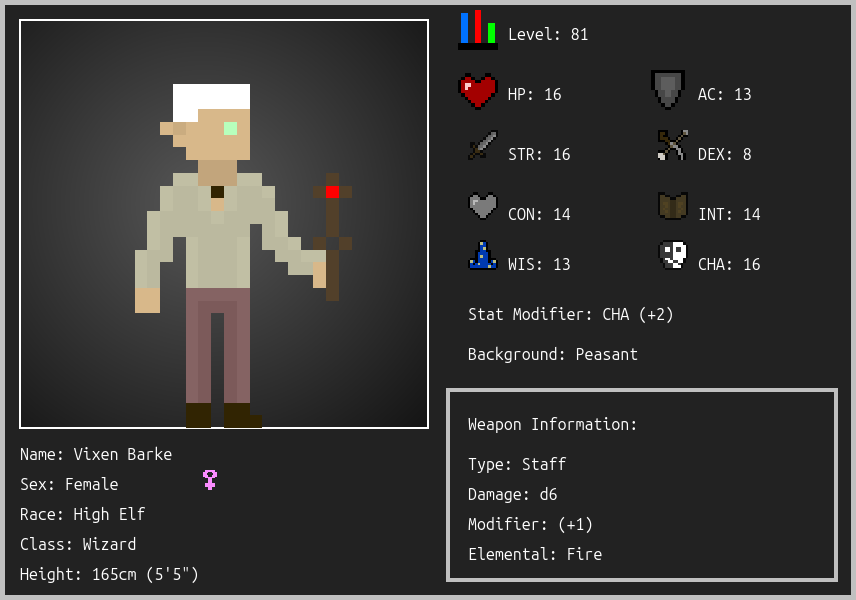 Level: 81
HP: 16
AC: 13
STR: 16
DEX: 8
CON: 14
INT: 14
WIS: 13
CHA: 16
Stat Modifier: CHA (+2)
Background: Peasant
Weapon Information:
Type: Staff
Damage: d6
Modifier: (+1)
Elemental: Fire
Name: Vixen Barke
Sex: Female
Race: High Elf
Class: Wizard
Height: 165cm (5'5")